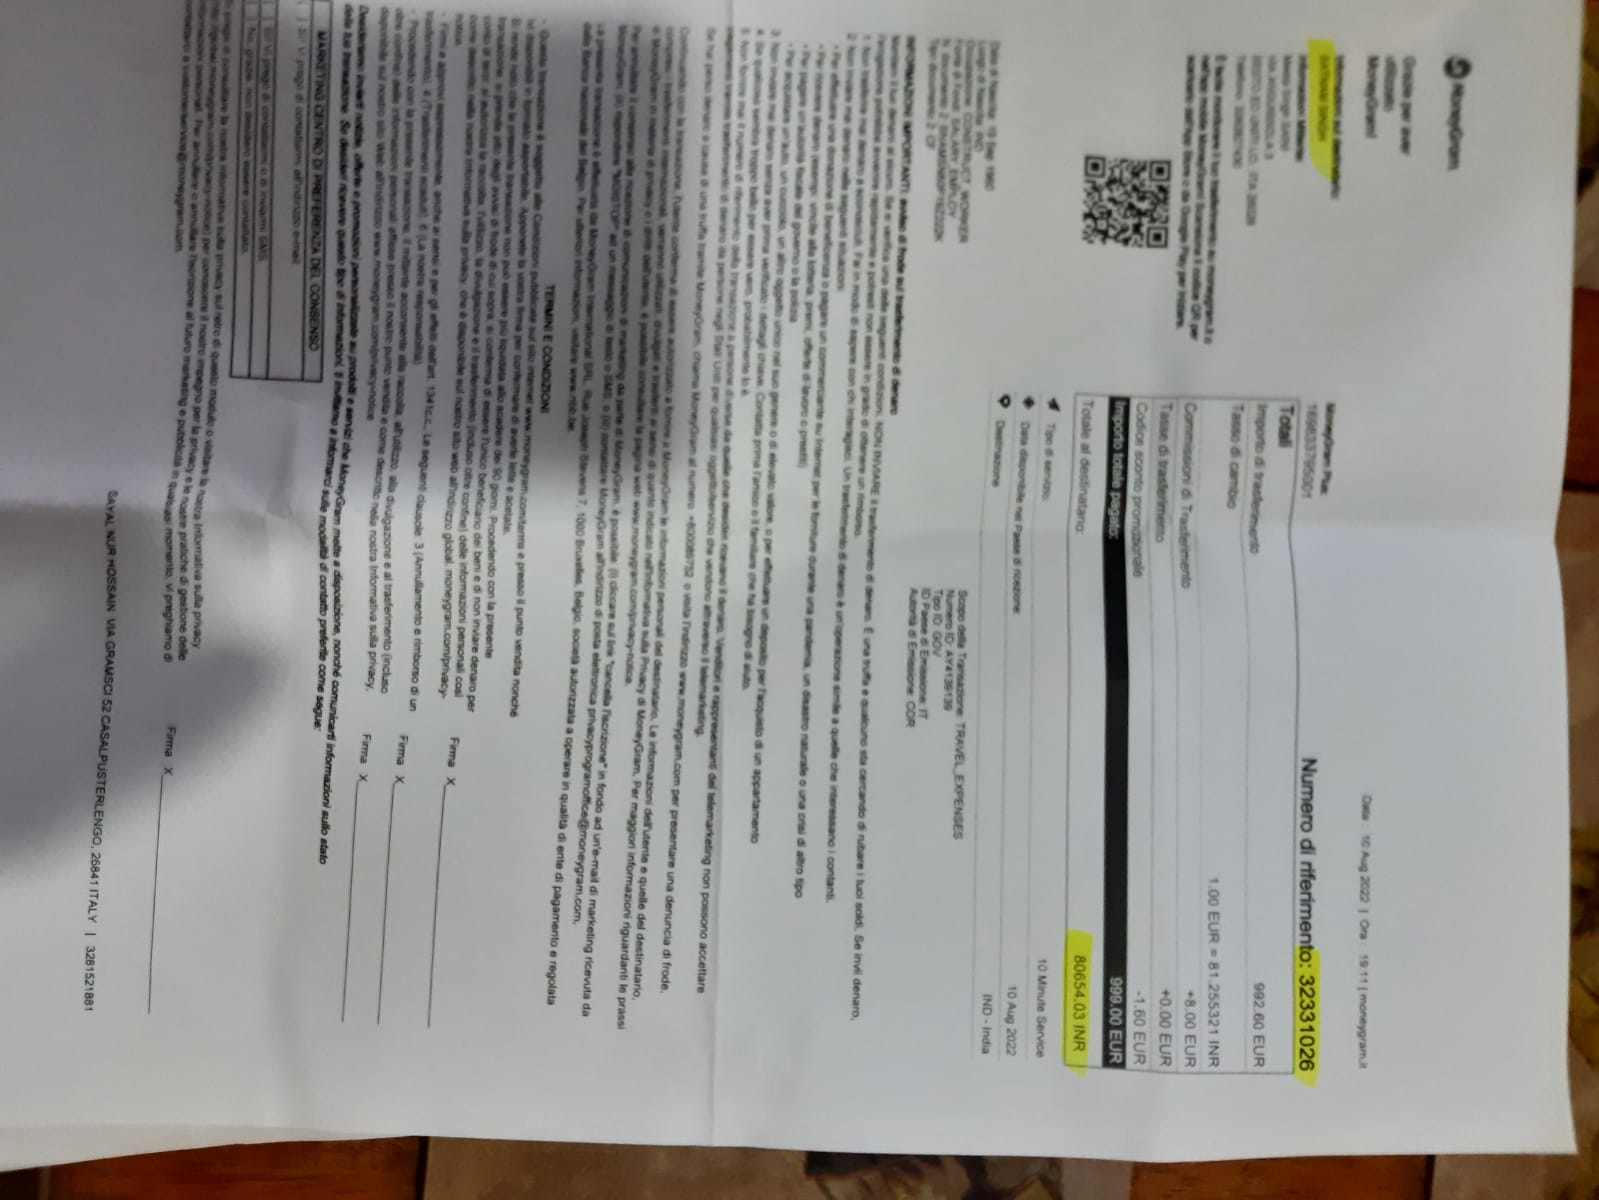 MoneyGram
Grazie per aver
utilizzato
MoneyGram!
Data : 10 Aug 2022 | Ora : 19:11 | moneygram.it
Informazioni sul destinatario:
SATNAM SINGH
Informazioni Mittente:
Singh SAINI
VIA ANGUISSOLA 3
SESTO ED UNITI LO, ITA 26028
È facile monitorare il tuo trasferimento su moneygram.it o
nell'app mobile MoneyGram! Scansiona il codice QR per
scaricarlo dall'App Store o da Google Play per iniziare.
MoneyGram Plus:
169833795001
Numero di riferimento: 32331026
Totali
Importo di trasferimento 992.60 EUR
Tasso di cambio
1.00 EUR = 81.255321 INR
Commissioni di Trasferimento +8.00 EUR
Tasse di trasferimento +0.00 EUR
Codice sconto promozionale -1.60 EUR
Importo totale pagato: 999.00 EUR
Totale al destinatario: 80654.03 INR
Tipo di servizio: 10 Minute Service
Data disponibile nel Paese di ricezione: 10 Aug 2022
Destinazione IND - India
Data di Nascita: 19 Sep 1960
Luogo di Nascita: IND
Occupazione: CONSTRUCT_WORKER
Fonte di Fondi: SALARY_EMPLOY
N. documento 2:
Tipo documento 2: CF
Scopo della Transazione: TRAVEL_EXPENSES
Numero ID: AY4139139
Tipo ID: GOV
ID Paese di Emissione: IT
Autorità di Emissione: COR
INFORMAZIONI IMPORTANTI: avviso di frode sul trasferimento di denaro
Mantieni il tuo denaro al sicuro. Se si verifica una delle seguenti condizioni, NON INVIARE il trasferimento di denaro. È una truffa e qualcuno sta cercando di rubare i tuoi soldi. Se invii denaro,
l'erogazione potrebbe avvenire rapidamente e potresti non essere in grado di ottenere un rimborso.
1. Non trasferire mai denaro a sconosciuti. Fai in modo di sapere con chi interagisci. Un trasferimento di denaro è un'operazione simile a quelle che interessano i contanti.
2. Non inviare mai denaro nelle seguenti situazioni:
• Per effettuare una donazione di beneficenza o pagare un commerciante su Internet per le forniture durante una pandemia, un disastro naturale o una crisi di altro tipo
• Per ricevere denaro (esempi: vincite alla lotteria, premi, offerte di lavoro o prestiti)
• Per pagare un'autorità fiscale del governo o la polizia
• Per acquistare un'auto, un cucciolo, un altro oggetto unico nel suo genere o di elevato valore, o per effettuare un deposito per l'acquisto di un appartamento
3. Non inviare mai denaro senza aver prima verificato i dettagli chiave. Contatta prima l'amico o il familiare che ha bisogno di aiuto.
4. Se qualcosa sembra troppo bello per essere vero, probabilmente lo è.
5. Non fornire mai il numero di riferimento della transazione a persone diverse da quelle che desideri ricevano il denaro. Venditori e rappresentanti del telemarketing non possono accettare
pagamenti tramite trasferimento di denaro da persone negli Stati Uniti per qualsiasi oggetto/servizio che vendono attraverso il telemarketing.
Se hai perso denaro a causa di una truffa tramite MoneyGram, chiama MoneyGram al numero +800086752 o visita l'indirizzo www.moneygram.com per presentare una denuncia di frode.
Continuando con la transazione, l'utente conferma di essere autorizzato a fornire a MoneyGram le informazioni personali del destinatario. Le informazioni dell'utente e quelle del destinatario,
compresi i trasferimenti internazionali, verranno utilizzati, divulgati e trasferiti ai sensi di quanto indicato nell'Informativa sulla Privacy di MoneyGram. Per maggiori informazioni riguardanti le prassi
di MoneyGram in materia di privacy o i diritti dell'utente, è possibile consultare la pagina web www.moneygram.com/privacy-notice.
Per annullare il consenso alla ricezione di comunicazioni di marketing da parte di MoneyGram, è possibile: (i) cliccare sul link "cancella l'iscrizione" in fondo ad un'e-mail di marketing ricevuta da
MoneyGram; (ii) rispondere "MGISTOP" ad un messaggio di testo o SMS; o (iii) contattare MoneyGram all'indirizzo di posta elettronica privacyprogramoffice@moneygram.com.
La presente transazione è effettuata da MoneyGram International SRL, Rue Joseph Stevens 7, 1000 Bruxelles, Belgio, società autorizzata a operare in qualità di ente di pagamento e regolata
dalla Banca nazionale del Belgio. Per ulteriori informazioni, visitare www.nbb.be.
TERMINI E CONDIZIONI
- Questa transazione è soggetto alle Condizioni pubblicate sul sito internet www.moneygram.com/terms e presso il punto vendita nonché
ivi disponibili in formato asportabile. Apponete la vostra firma per confermare di averle lette e accetate.
Si rende noto che la presente transazione non può essere più liquidata allo scadere dei 90 giorni. Procedendo con la presente
transazione, si prende atto degli avvisi di frode di cui sopra, si conferma di essere l'unico beneficiario dei beni e di non inviare denaro per
conto di terzi, si autorizza la raccolta, l'utilizzo, la divulgazione e il trasferimento (incluso oltre confine) delle informazioni personali così
come descritto nella nostra Informativa sulla privacy, che è disponibile sul nostro sito web all'indirizzo global. moneygram.com/privacy-
notice.
Firma X
- Firmi e approvi espressamente, anche ai sensi e per gli effetti dell'art. 1341c.c., Le seguenti clausole: 3 (Annullamento e rimborso di un
trasferimento), 4 (Trasferimenti scaduti), 6 (La nostra responsabilità)
Firma X
- Procedendo con la presente transazione, il mittente acconsente alla raccolta, all'utilizzo, alla divulgazione e al trasferimento (incluso
oltre confine) delle informazioni personali affisse presso il nostro punto vendita e come descritto nella nostra Informativa sulla privacy,
disponibile sul nostro sito Web all'indirizzo www.moneygram.com/privacy-notice
Firma X
Desideriamo inviarti notizie, offerte e promozioni personalizzate su prodotti e servizi che MoneyGram mette a disposizione, nonché comunicarti informazioni sullo stato
della tua transazione. Se desideri ricevere questo tipo di informazioni, ti invitiamo a informarci sulle modalità di contatto preferite come segue:
MARKETING CENTRO DI PREFERENZA DEL CONSENSO
[ ] Sì! Vi prego di contattarmi all'indirizzo e-mail
[ ] Sì! Vi prego di contattarmi o di inviarmi SMS.
[ ] No, grazie, non desidero essere contattato.
Si prega di consultare la nostra informativa sulla privacy sul retro di questo modulo o visitare la nostra Informativa sulla privacy
(http://global.moneygram.com/privacy-notice) per conoscere il nostro impegno per la privacy e le nostre pratiche di gestione delle
informazioni personali. Per annullare o annullare l'iscrizione al futuro marketing e pubblicità in qualsiasi momento, vi preghiamo di
contattarci a customerservice@moneygram.com.
Firma X
SAYAL NUR HOSSAIN VIA GRAMSCI 52 CASALPUSTERLENGO, 26841 ITALY | 3281521881